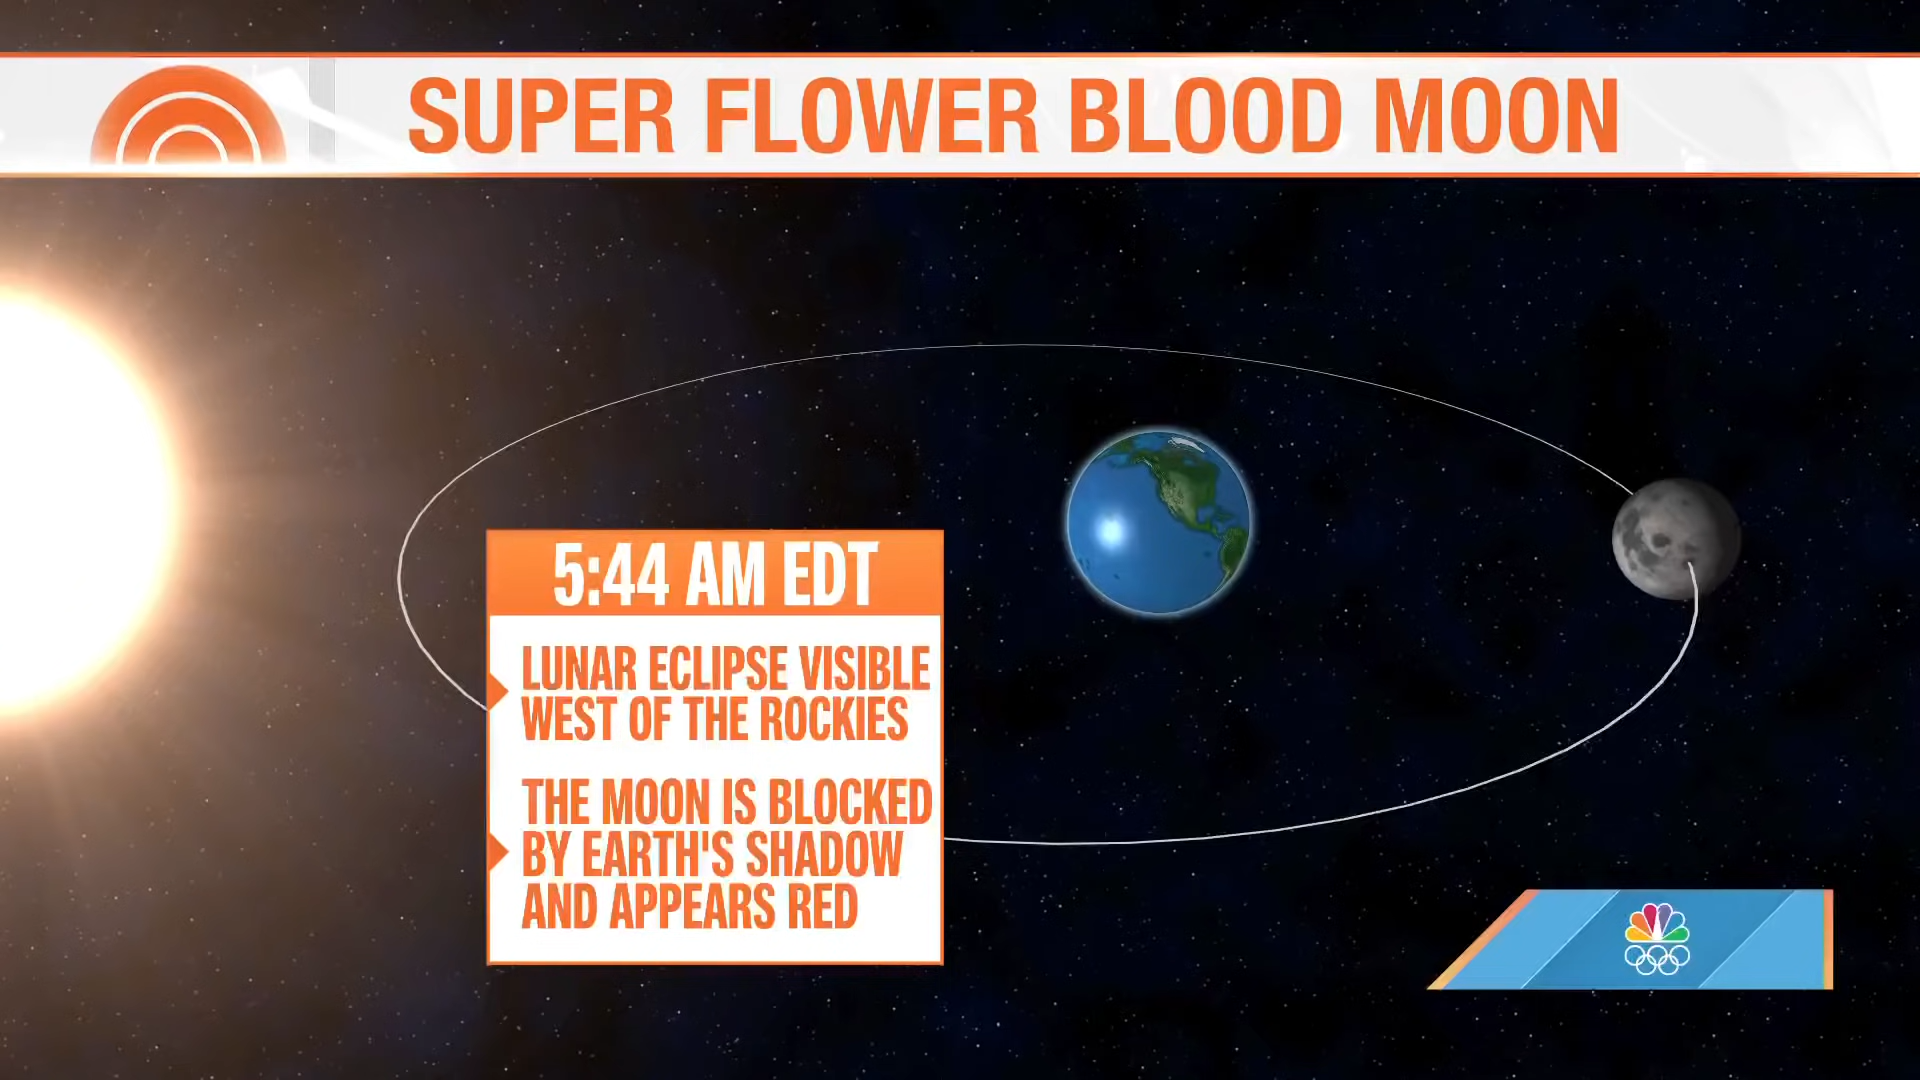 SUPER FLOWER BLOOD MOON
5:44 AM EDT
LUNAR ECLIPSE VISIBLE
WEST OF THE ROCKIES
THE MOON IS BLOCKED
BY EARTH'S SHADOW
AND APPEARS RED